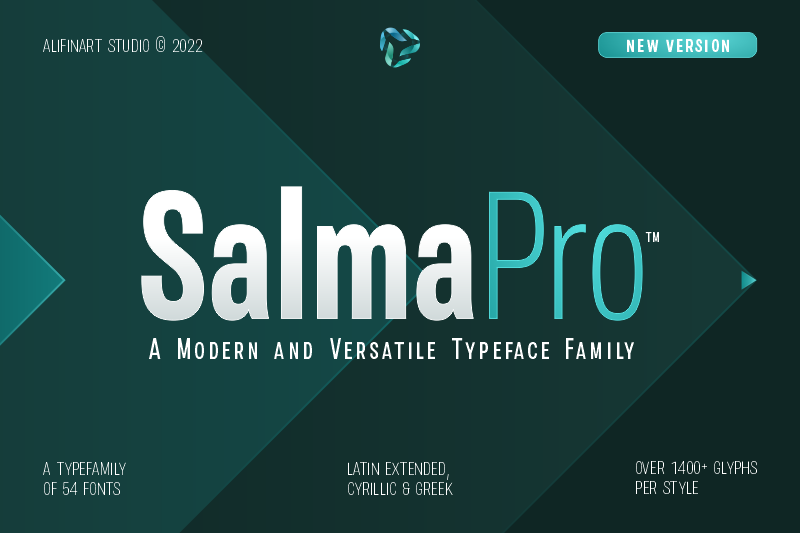 ALIFINART STUDIO © 2022
NEW VERSION
SalmaPro™
A Modern and Versatile Typeface Family
A TYPEFAMILY
OF 54 FONTS
LATIN EXTENDED,
CYRILLIC & GREEK
OVER 1400+ GLYPHS
PER STYLE